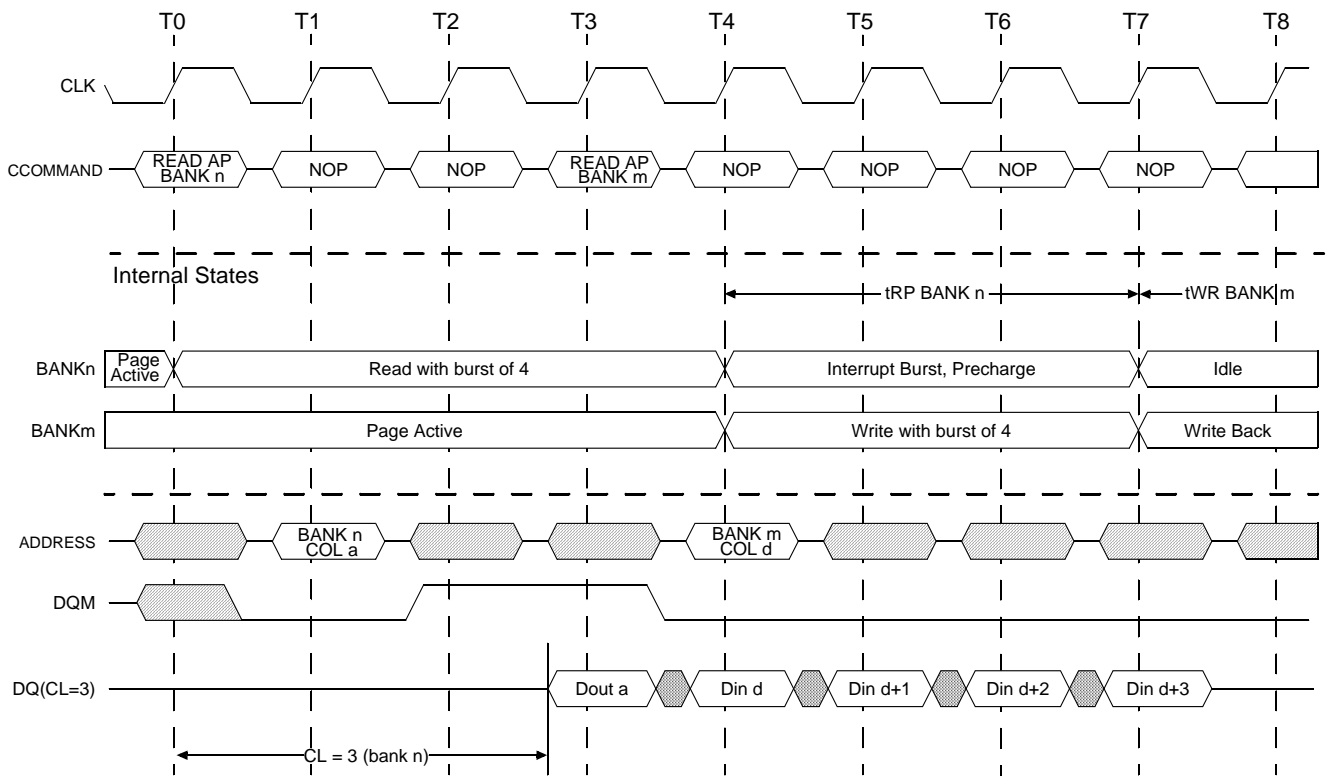 T0 T1 T2 T3 T4 T5 T6 T7 T8
CLK
CCOMMAND
READ AP
BANK n
NOP
NOP
READ AP
BANK m
NOP
NOP
NOP
NOP
Internal States
tRP BANK n
tWR BANK m
BANKn
Page
Active
Read with burst of 4
Interrupt Burst, Precharge
Idle
BANKm
Page Active
Write with burst of 4
Write Back
ADDRESS
BANK n
COL a
BANK m
COL d
DQM
DQ(CL=3)
Dout a
Din d
Din d+1
Din d+2
Din d+3
CL = 3 (bank n)